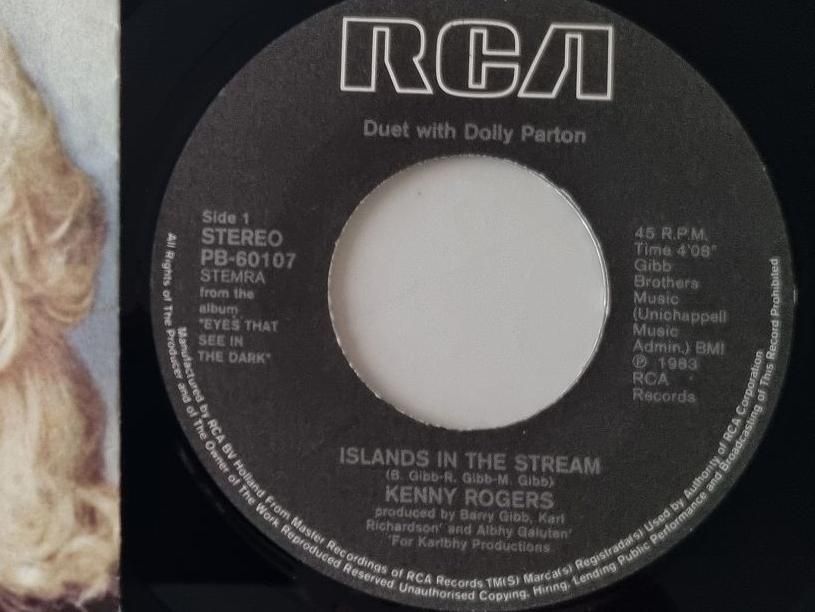 RCA
Duet with Dolly Parton
Side 1
STEREO
PB-60107
STEMRA
from the
album
"EYES THAT
SEE IN
THE DARK"
45 R.P.M.
Time 4'08"
Gibb
Brothers
Music
(Unichappell
Music
Admin.) BMI
℗ 1983
RCA
Records
ISLANDS IN THE STREAM
(B. Gibb-R. Gibb-M. Gibb)
KENNY ROGERS
produced by Barry Gibb, Karl
Richardson' and Albhy Galuten'
'For Karlbhy Productions
Manufactured by RCA BV Holland From Master Recordings of RCA Records TM(S) Marca(s) Registrada(s) Used by Authority of RCA Corporation
All Rights of The Producer and of The Owner of The Work Reproduced Reserved. Unauthorised Copying, Hiring, Lending Public Performance and Broadcasting of This Record Prohibited